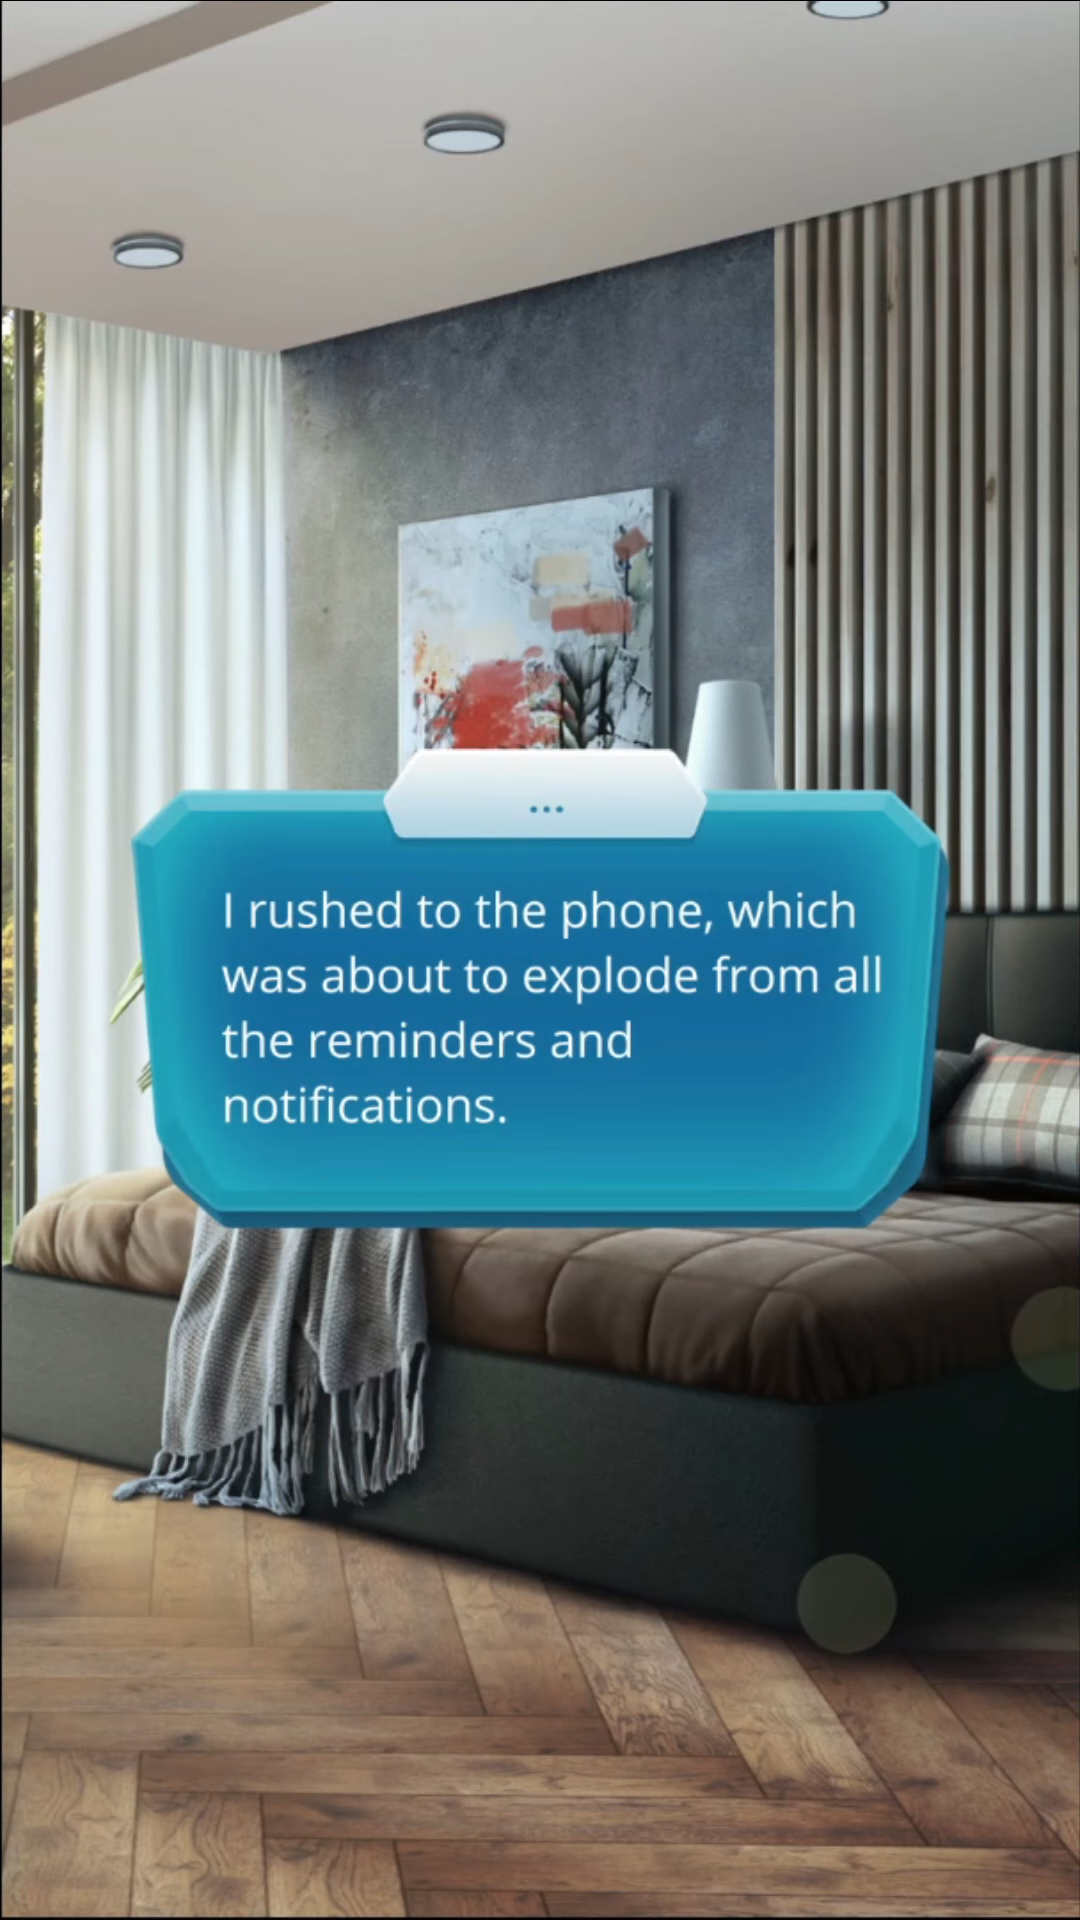 ...
I rushed to the phone, which
was about to explode from all
the reminders and
notifications.